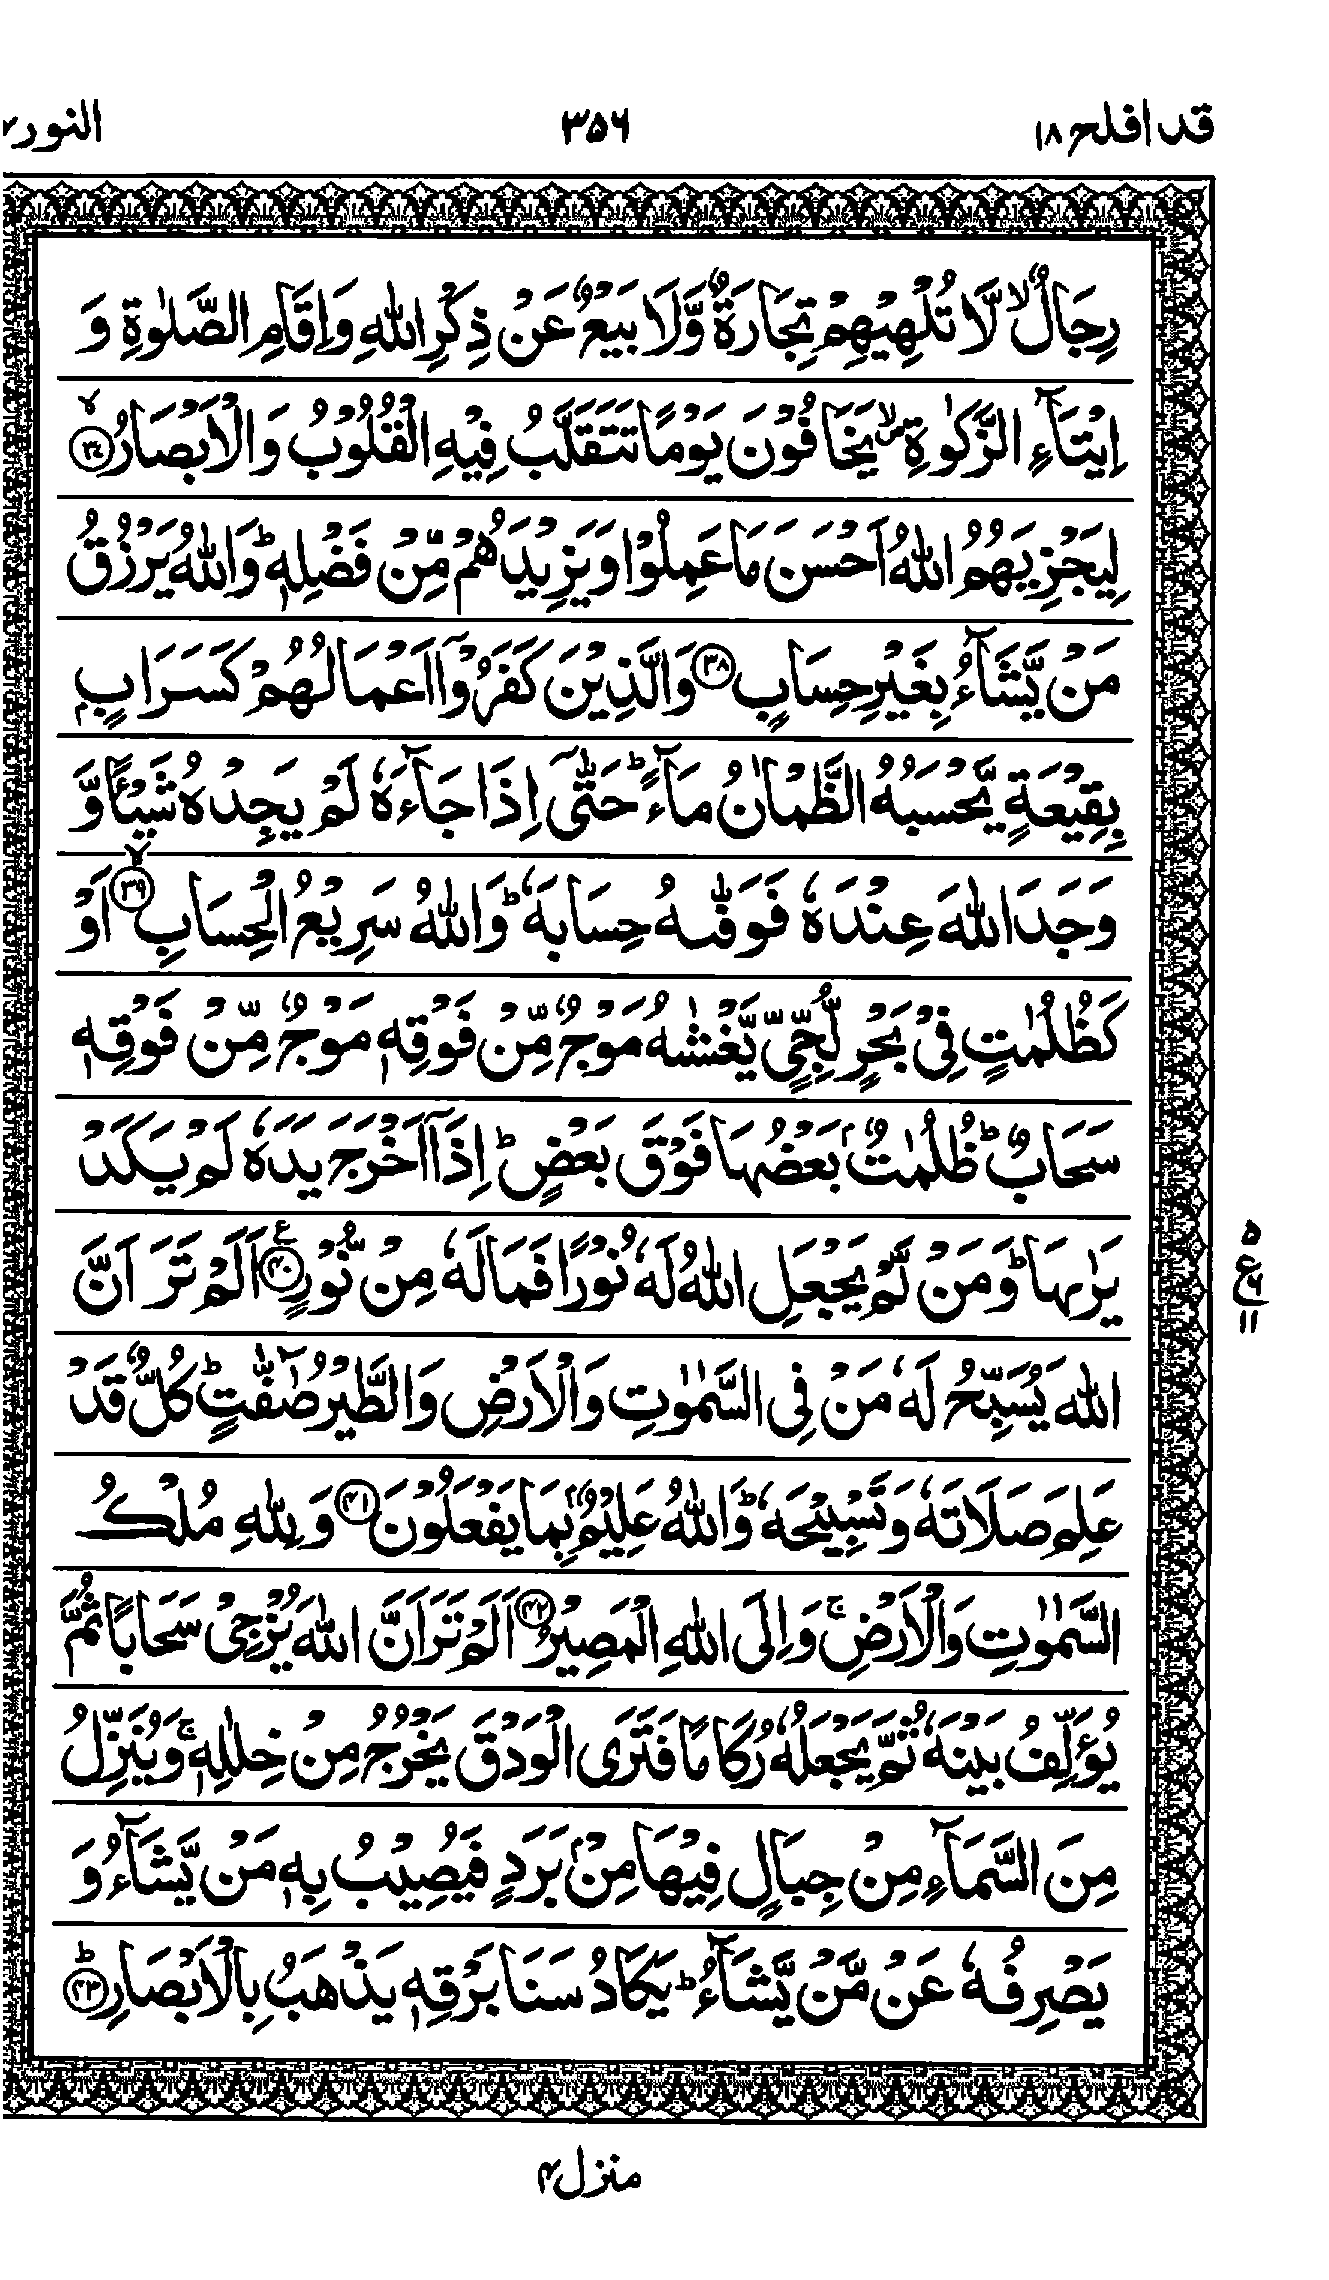 قد افلح ۱۸
۳۵۶
النور
رِجَالٌ ۙ لَّا تُلْهِيْهِمْ تِجَارَةٌ وَّلَا بَيْعٌ عَنْ ذِكْرِ اللّٰهِ وَاِقَامِ الصَّلٰوةِ وَ
اِيْتَآءِ الزَّكٰوةِ ۙ يَخَافُوْنَ يَوْمًا تَتَقَلَّبُ فِيْهِ الْقُلُوْبُ وَالْاَبْصَارُ ۙ ﴿۳۷﴾
لِيَجْزِيَهُمُ اللّٰهُ اَحْسَنَ مَا عَمِلُوْا وَيَزِيْدَهُمْ مِّنْ فَضْلِهٖ ؕ وَاللّٰهُ يَرْزُقُ
مَنْ يَّشَآءُ بِغَيْرِ حِسَابٍ ﴿۳۸﴾ وَالَّذِيْنَ كَفَرُوْۤا اَعْمَالُهُمْ كَسَرَابٍۭ
بِقِيْعَةٍ يَّحْسَبُهُ الظَّمْاٰنُ مَآءً ؕ حَتّٰۤى اِذَا جَآءَهٗ لَمْ يَجِدْهُ شَيْـًٔا وَّ
وَجَدَ اللّٰهَ عِنْدَهٗ فَوَفّٰىهُ حِسَابَهٗ ؕ وَاللّٰهُ سَرِيْعُ الْحِسَابِ ۙ ﴿۳۹﴾ اَوْ
كَظُلُمٰتٍ فِيْ بَحْرٍ لُّجِّيٍّ يَّغْشٰىهُ مَوْجٌ مِّنْ فَوْقِهٖ مَوْجٌ مِّنْ فَوْقِهٖ
سَحَابٌ ؕ ظُلُمٰتٌۢ بَعْضُهَا فَوْقَ بَعْضٍ ؕ اِذَاۤ اَخْرَجَ يَدَهٗ لَمْ يَكَدْ
يَرٰىهَا ؕ وَمَنْ لَّمْ يَجْعَلِ اللّٰهُ لَهٗ نُوْرًا فَمَا لَهٗ مِنْ نُّوْرٍ ﴿۴۰﴾ ع اَلَمْ تَرَ اَنَّ
۵
ع
۶
۱۱
اللّٰهَ يُسَبِّحُ لَهٗ مَنْ فِى السَّمٰوٰتِ وَالْاَرْضِ وَالطَّيْرُ صٰٓفّٰتٍ ؕ كُلٌّ قَدْ
عَلِمَ صَلَاتَهٗ وَتَسْبِيْحَهٗ ؕ وَاللّٰهُ عَلِيْمٌۢ بِمَا يَفْعَلُوْنَ ﴿۴۱﴾ وَلِلّٰهِ مُلْكُ
السَّمٰوٰتِ وَالْاَرْضِ ۚ وَاِلَى اللّٰهِ الْمَصِيْرُ ﴿۴۲﴾ اَلَمْ تَرَ اَنَّ اللّٰهَ يُزْجِيْ سَحَابًا ثُمَّ
يُؤَلِّفُ بَيْنَهٗ ثُمَّ يَجْعَلُهٗ رُكَامًا فَتَرَى الْوَدْقَ يَخْرُجُ مِنْ خِلٰلِهٖ ۚ وَيُنَزِّلُ
مِنَ السَّمَآءِ مِنْ جِبَالٍ فِيْهَا مِنْۢ بَرَدٍ فَيُصِيْبُ بِهٖ مَنْ يَّشَآءُ وَ
يَصْرِفُهٗ عَنْ مَّنْ يَّشَآءُ ؕ يَكَادُ سَنَا بَرْقِهٖ يَذْهَبُ بِالْاَبْصَارِ ؕ ﴿۴۳﴾
منزل ۴